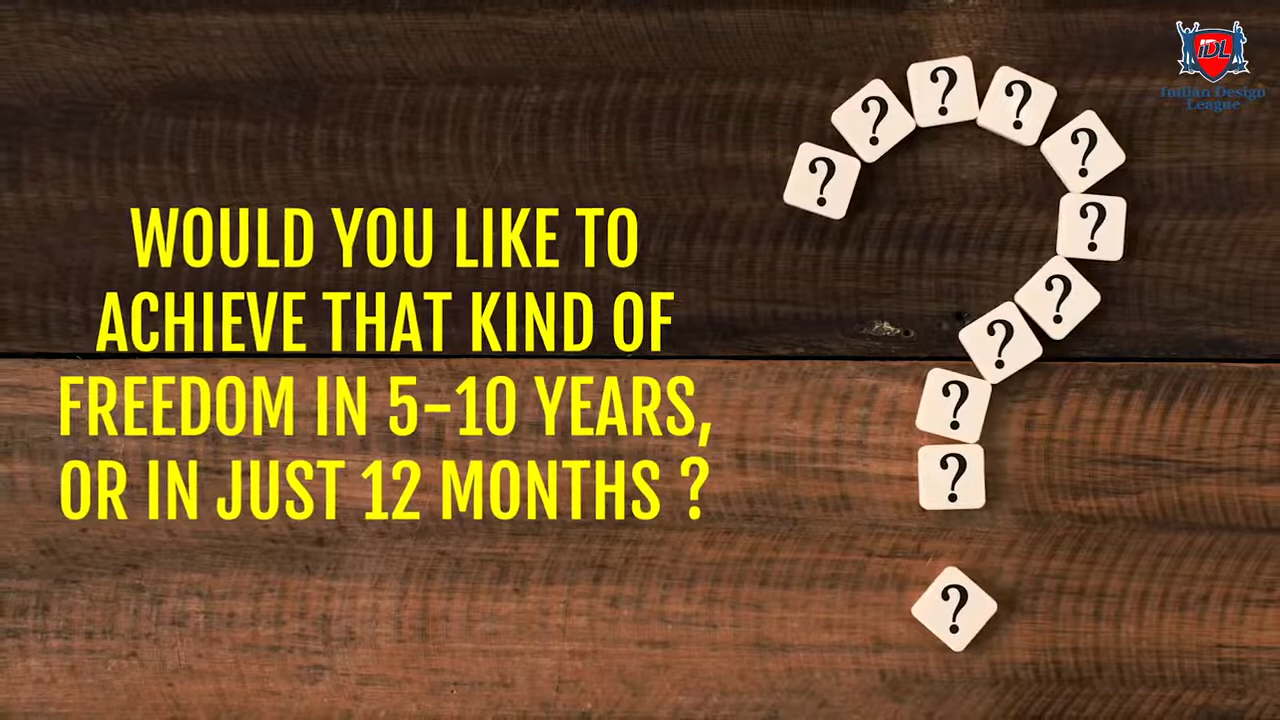 WOULD YOU LIKE TO
ACHIEVE THAT KIND OF
FREEDOM IN 5-10 YEARS,
OR IN JUST 12 MONTHS ?
IDL
Indian Design
League
?
?
?
?
?
?
?
?
?
?
?